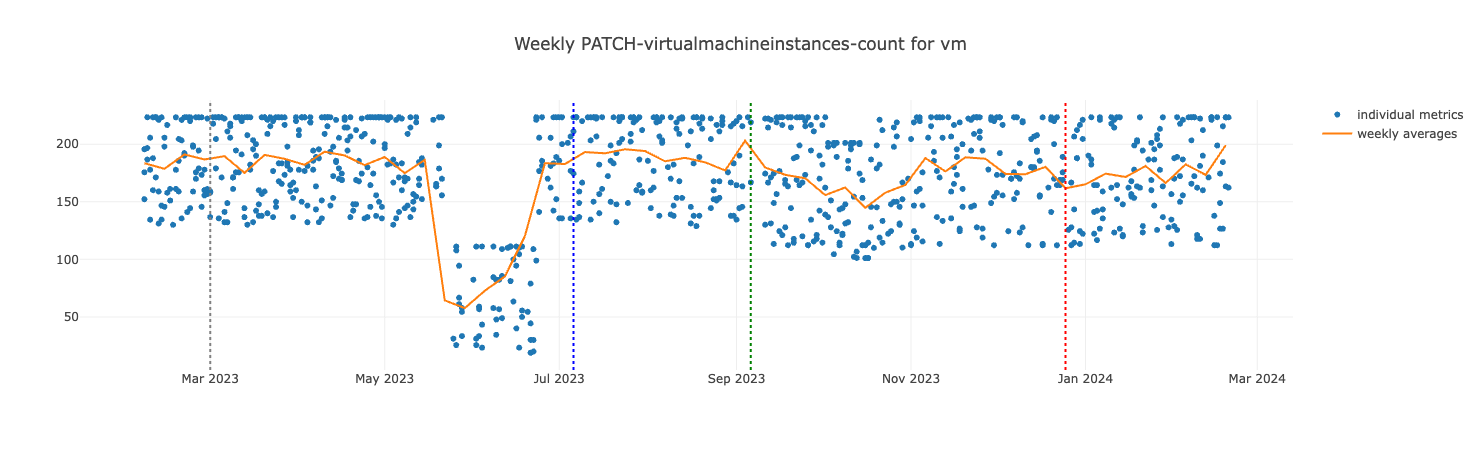 Weekly PATCH-virtualmachineinstances-count for vm
individual metrics
weekly averages
200
150
100
50
Mar 2023
May 2023
Jul 2023
Sep 2023
Nov 2023
Jan 2024
Mar 2024